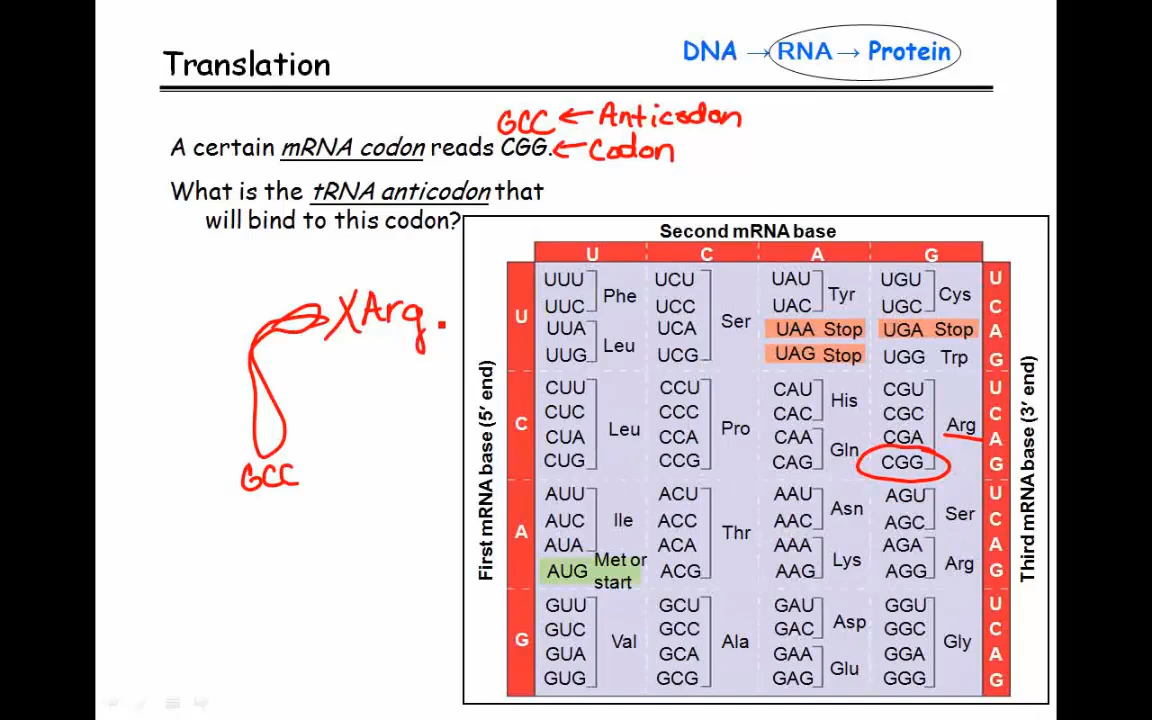 Translation
DNA → RNA → Protein
GCC ← Anticodon
A certain mRNA codon reads CGG. ← Codon
What is the tRNA anticodon that
will bind to this codon?
XArg.
GCC
Second mRNA base
U C A G
First mRNA base (5' end)
Third mRNA base (3' end)
U
UUU UCU UAU UGU U
Phe Tyr Cys
UUC UCC UAC UGC C
Ser
UUA UCA UAA Stop UGA Stop A
Leu
UUG UCG UAG Stop UGG Trp G
C
CUU CCU CAU CGU U
His
CUC CCC CAC CGC C
Leu Pro Arg
CUA CCA CAA CGA A
Gln
CUG CCG CAG CGG G
A
AUU ACU AAU AGU U
Asn Ser
AUC ACC AAC AGC C
Ile Thr
AUA ACA AAA AGA A
Lys Arg
AUG Met or start ACG AAG AGG G
G
GUU GCU GAU GGU U
Asp
GUC GCC GAC GGC C
Val Ala Gly
GUA GCA GAA GGA A
Glu
GUG GCG GAG GGG G